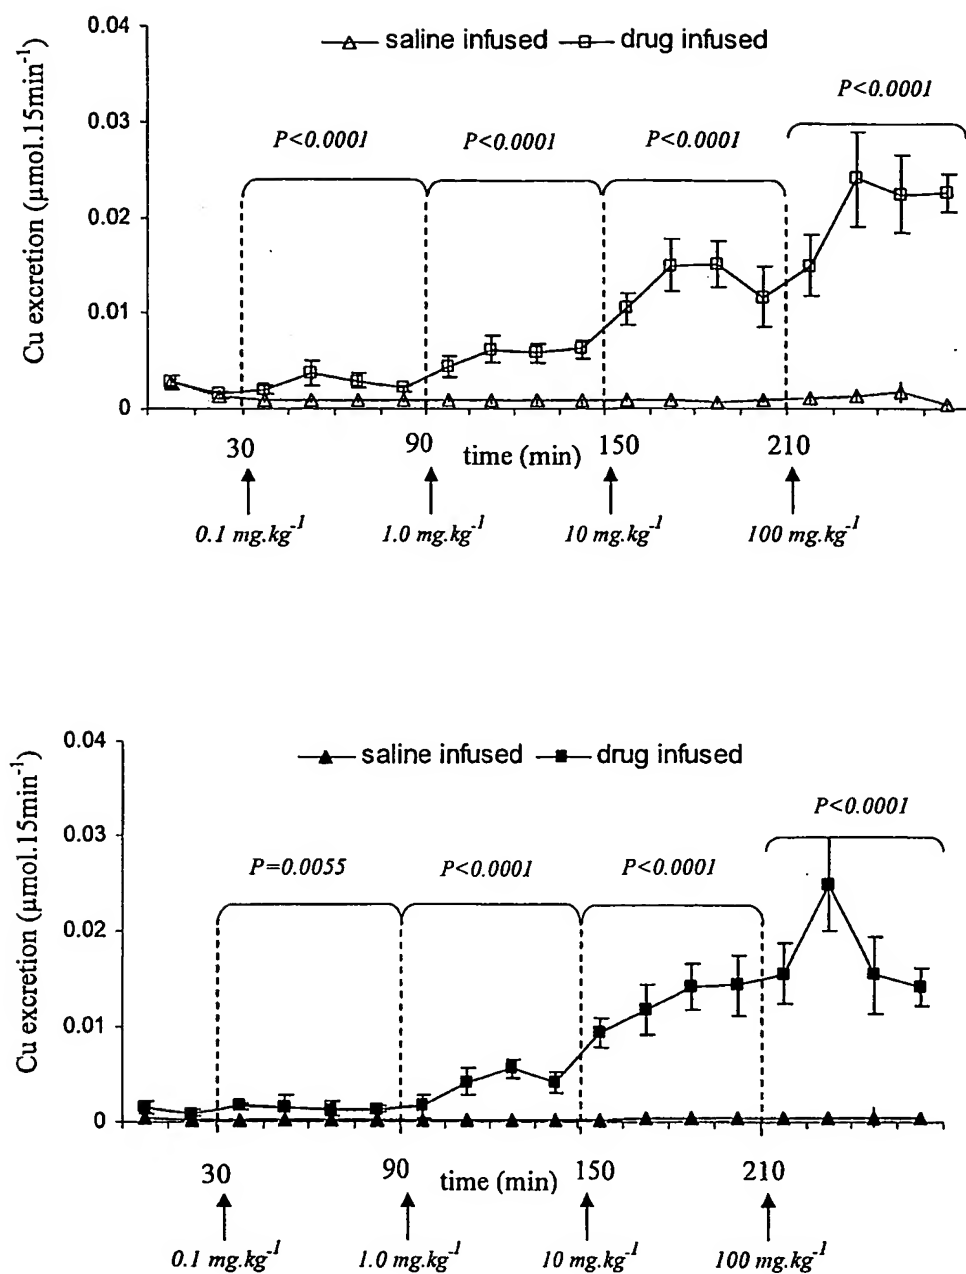 0.04
saline infused
drug infused
P<0.0001
0.03
P<0.0001
P<0.0001
P<0.0001
0.02
0.01
0
Cu excretion (μmol.15min⁻¹)
30
90
time (min)
150
210
0.1 mg.kg⁻¹
1.0 mg.kg⁻¹
10 mg.kg⁻¹
100 mg.kg⁻¹
0.04
saline infused
drug infused
P<0.0001
0.03
P=0.0055
P<0.0001
P<0.0001
0.02
0.01
0
Cu excretion (μmol.15min⁻¹)
30
90
time (min)
150
210
0.1 mg.kg⁻¹
1.0 mg.kg⁻¹
10 mg.kg⁻¹
100 mg.kg⁻¹